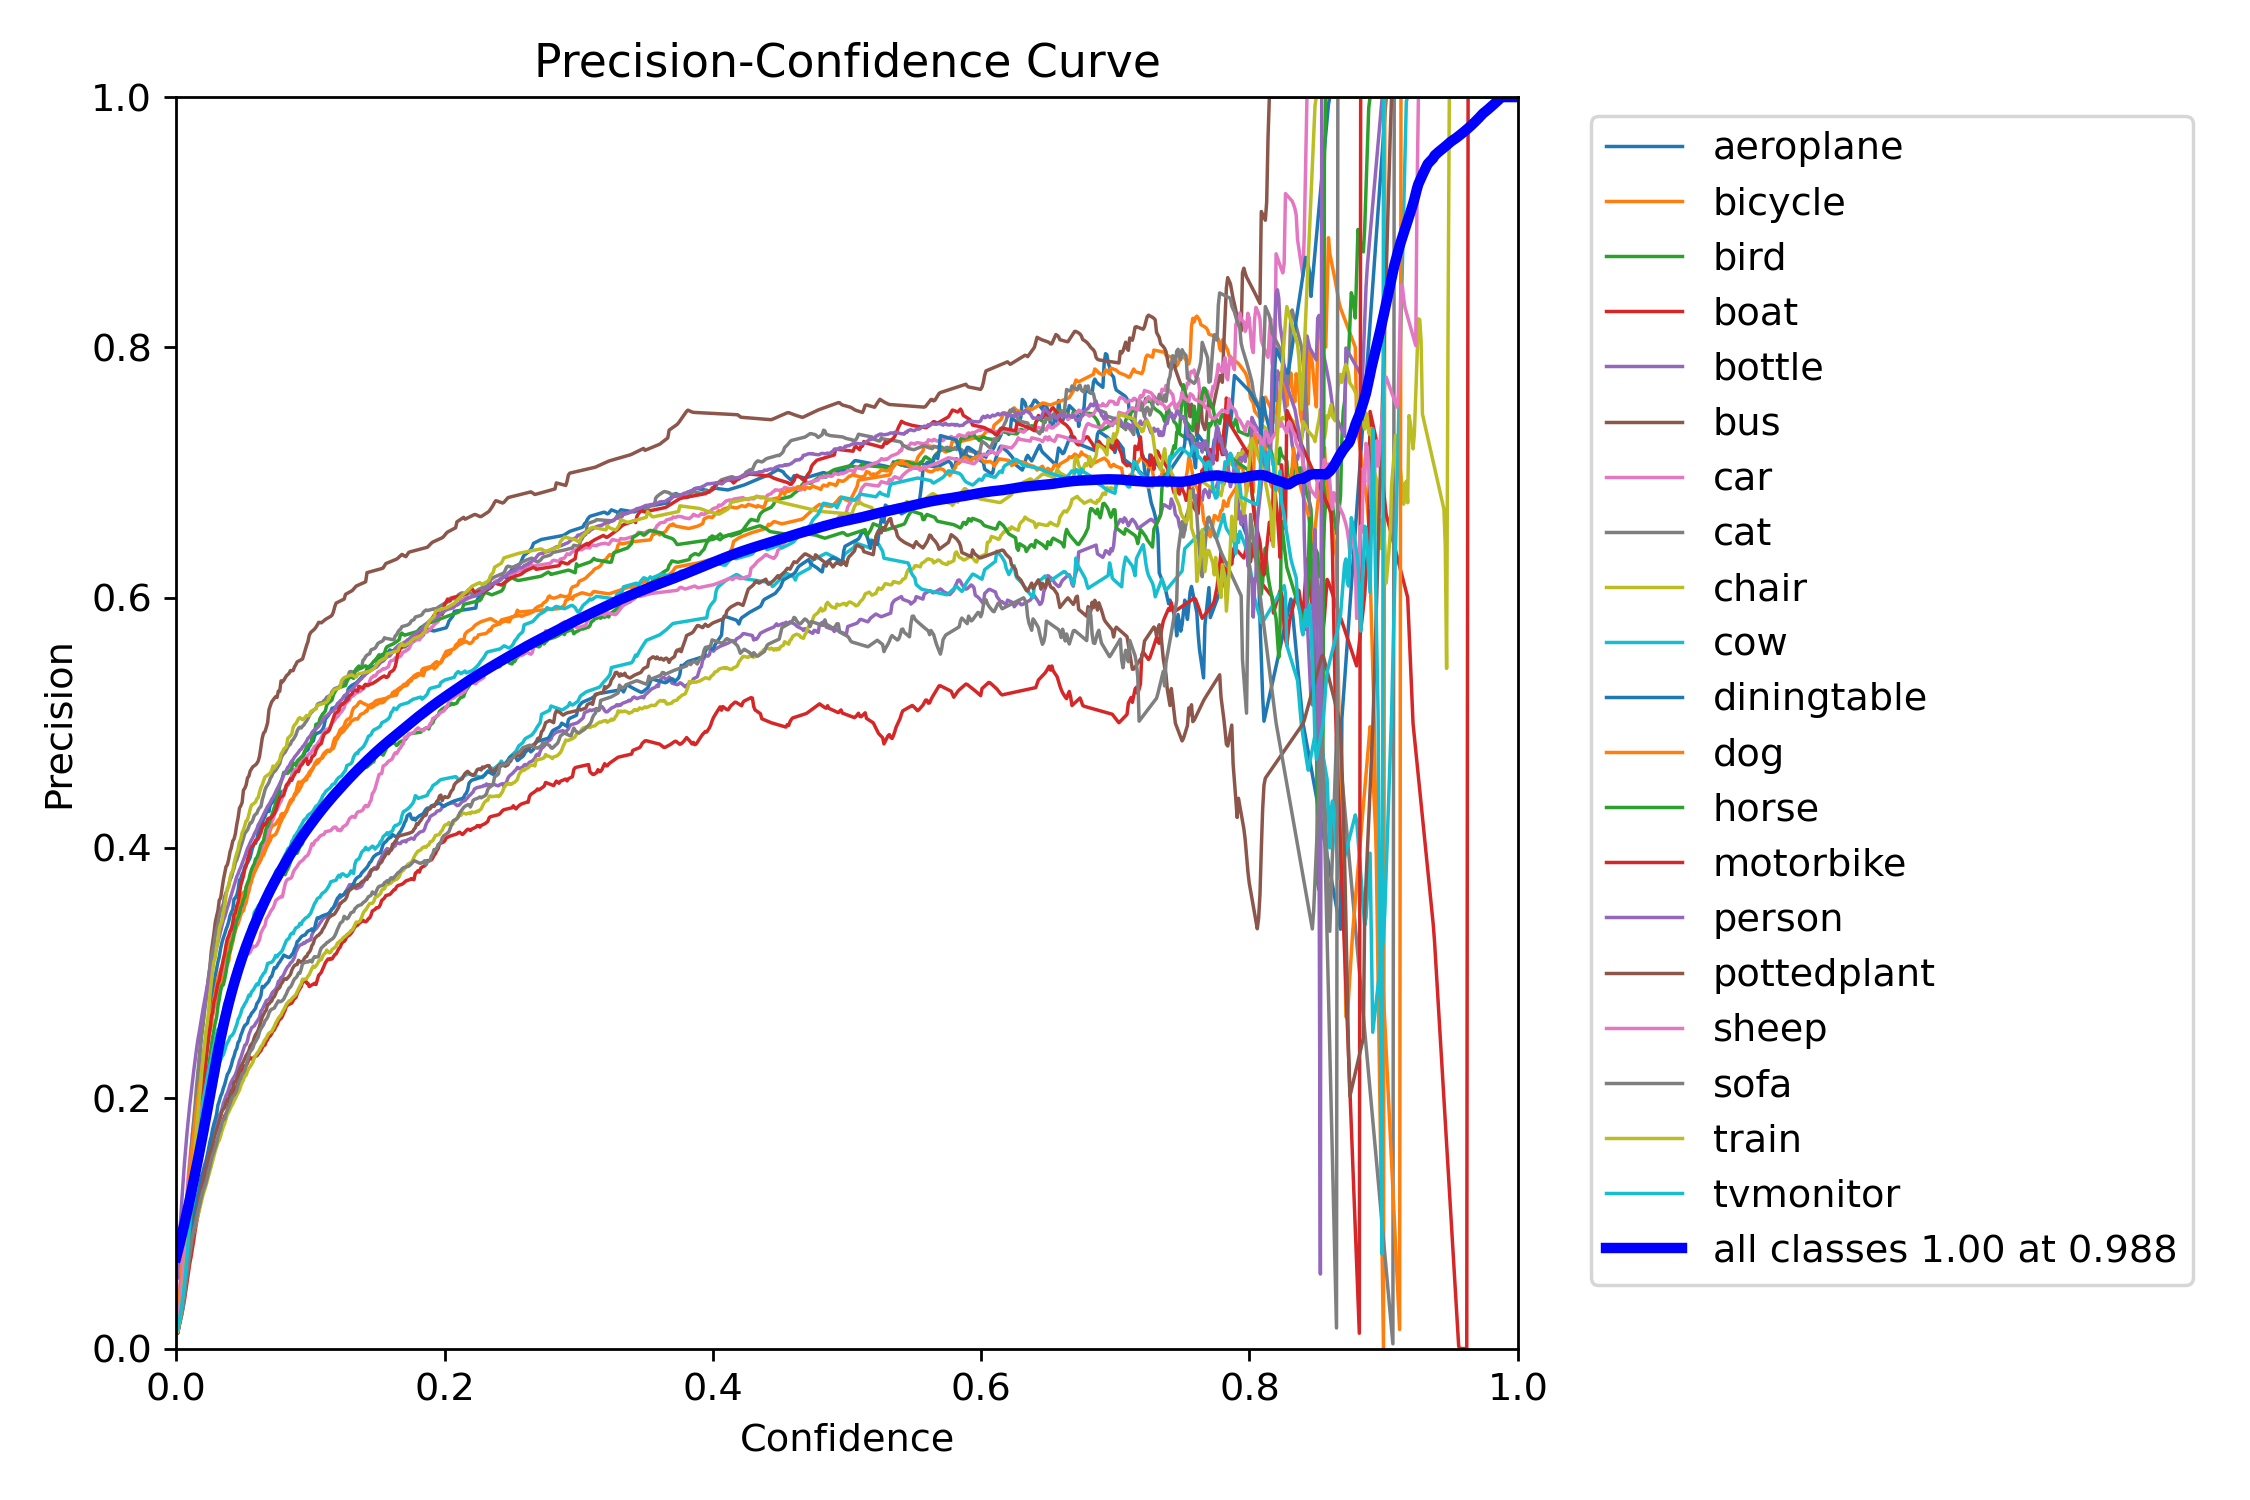 Precision-Confidence Curve
1.0
0.8
0.6
0.4
0.2
0.0
Precision
0.0 0.2 0.4 0.6 0.8 1.0
Confidence
aeroplane
bicycle
bird
boat
bottle
bus
car
cat
chair
cow
diningtable
dog
horse
motorbike
person
pottedplant
sheep
sofa
train
tvmonitor
all classes 1.00 at 0.988